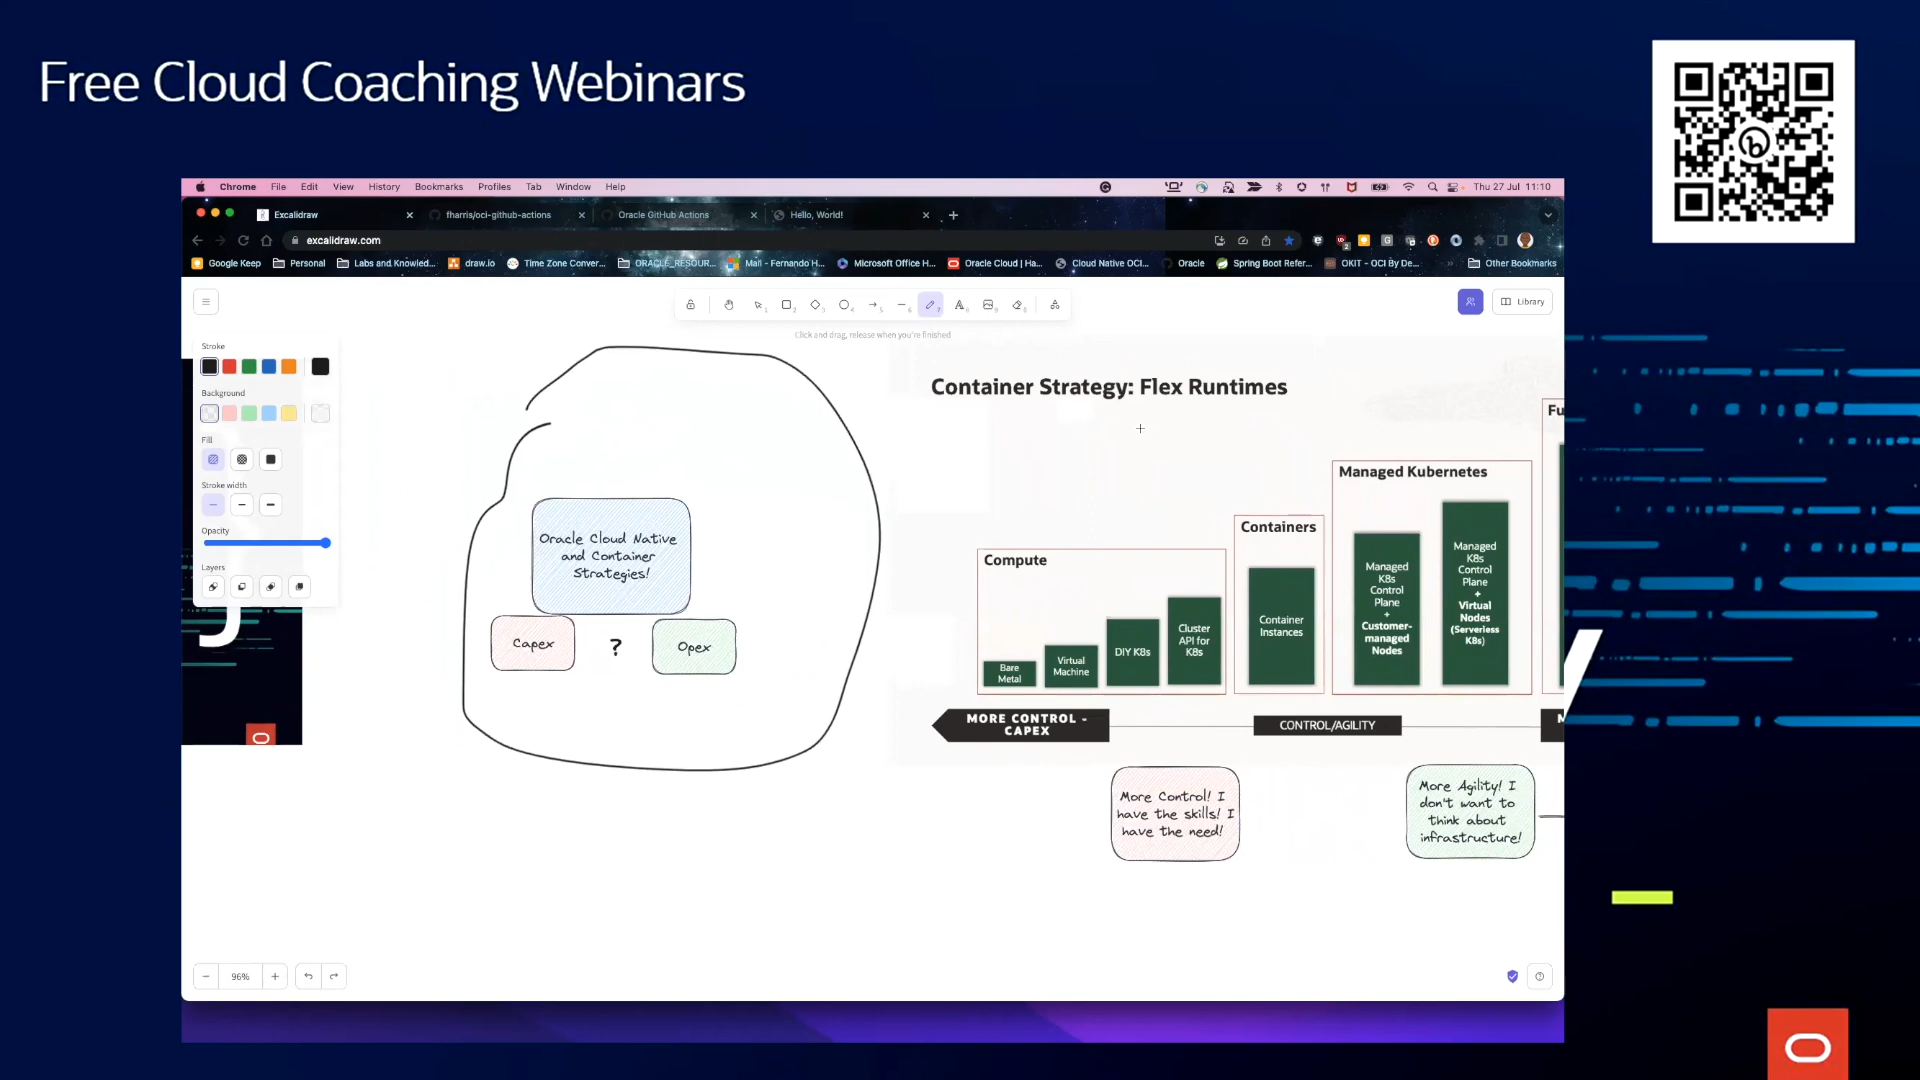 Free Cloud Coaching Webinars
Chrome File Edit View History Bookmarks Profiles Tab Window Help
Thu 27 Jul 11:10
Excalidraw
fharris/oci-github-actions
Oracle GitHub Actions
Hello, World!
excalidraw.com
Google Keep
Personal
Labs and Knowled...
draw.io
Time Zone Conver...
ORACLE_RESOUR...
Mail - Fernando H...
Microsoft Office H...
Oracle Cloud | Ha...
Cloud Native OCI...
Oracle
Spring Boot Refer...
OKIT - OCI By De...
»
Other Bookmarks
Library
Click and drag, release when you're finished
Stroke
Background
Fill
Stroke width
Opacity
Layers
Oracle Cloud Native
and Container
Strategies!
Capex
?
Opex
Container Strategy: Flex Runtimes
Compute
Bare
Metal
Virtual
Machine
DIY K8s
Cluster
API for
K8s
Containers
Container
Instances
Managed Kubernetes
Managed
K8s
Control
Plane
+
Customer-
managed
Nodes
Managed
K8s
Control
Plane
+
Virtual
Nodes
(Serverless
K8s)
Fu
MORE CONTROL -
CAPEX
CONTROL/AGILITY
More Control! I
have the skills! I
have the need!
More Agility! I
don't want to
think about
infrastructure!
96%